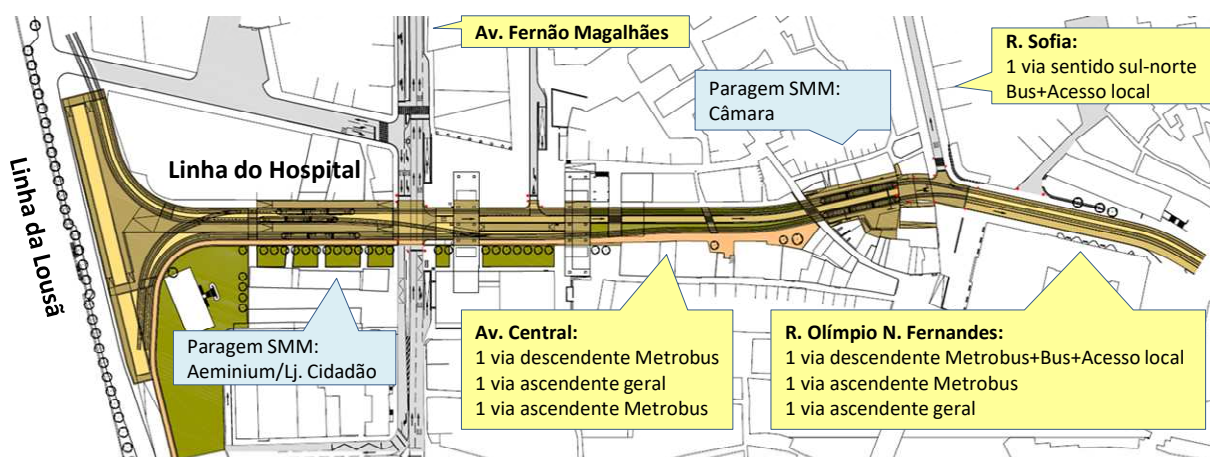 Av. Fernão Magalhães
R. Sofia:
1 via sentido sul-norte
Bus+Acesso local
Paragem SMM:
Câmara
Linha do Hospital
Linha da Lousã
Paragem SMM:
Aeminium/Lj. Cidadão
Av. Central:
1 via descendente Metrobus
1 via ascendente geral
1 via ascendente Metrobus
R. Olímpio N. Fernandes:
1 via descendente Metrobus+Bus+Acesso local
1 via ascendente Metrobus
1 via ascendente geral